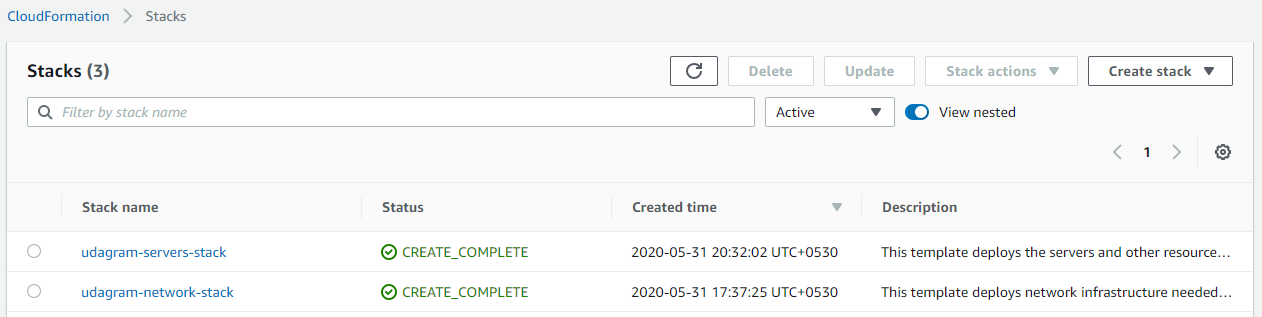 CloudFormation > Stacks
Stacks (3)
Delete
Update
Stack actions
Create stack
Filter by stack name
Active
View nested
1
Stack name Status Created time Description
udagram-servers-stack CREATE_COMPLETE 2020-05-31 20:32:02 UTC+0530 This template deploys the servers and other resource…
udagram-network-stack CREATE_COMPLETE 2020-05-31 17:37:25 UTC+0530 This template deploys network infrastructure needed…